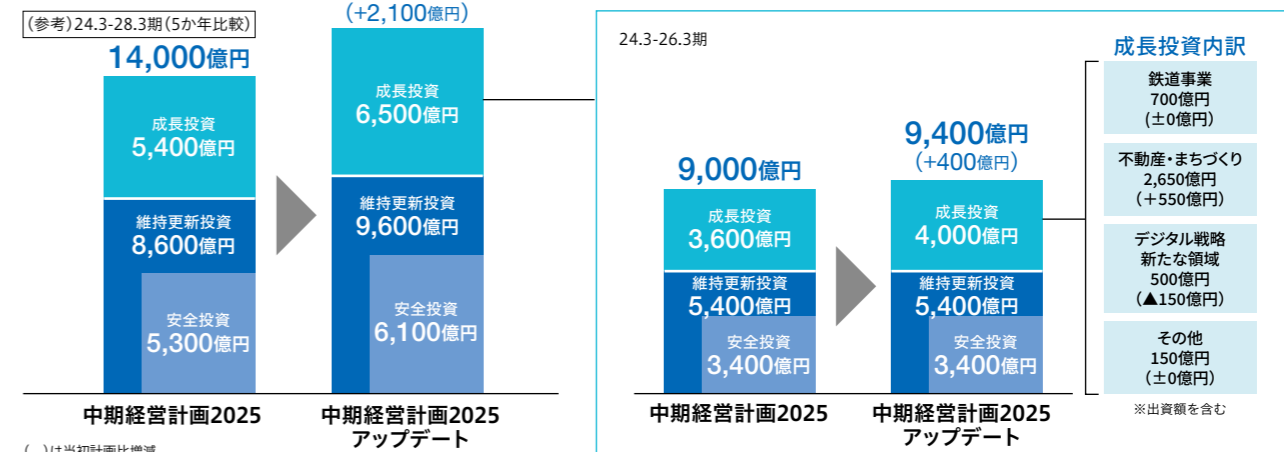 (参考)24.3-28.3期(5か年比較)
14,000億円
成長投資
5,400億円
維持更新投資
8,600億円
安全投資
5,300億円
中期経営計画2025
(+2,100億円)
成長投資
6,500億円
維持更新投資
9,600億円
安全投資
6,100億円
中期経営計画2025
アップデート
(　)は当初計画比増減
24.3-26.3期
9,000億円
成長投資
3,600億円
維持更新投資
5,400億円
安全投資
3,400億円
中期経営計画2025
9,400億円
(+400億円)
成長投資
4,000億円
維持更新投資
5,400億円
安全投資
3,400億円
中期経営計画2025
アップデート
成長投資内訳
鉄道事業
700億円
(±0億円)
不動産・まちづくり
2,650億円
(＋550億円)
デジタル戦略
新たな領域
500億円
(▲150億円)
その他
150億円
(±0億円)
※出資額を含む